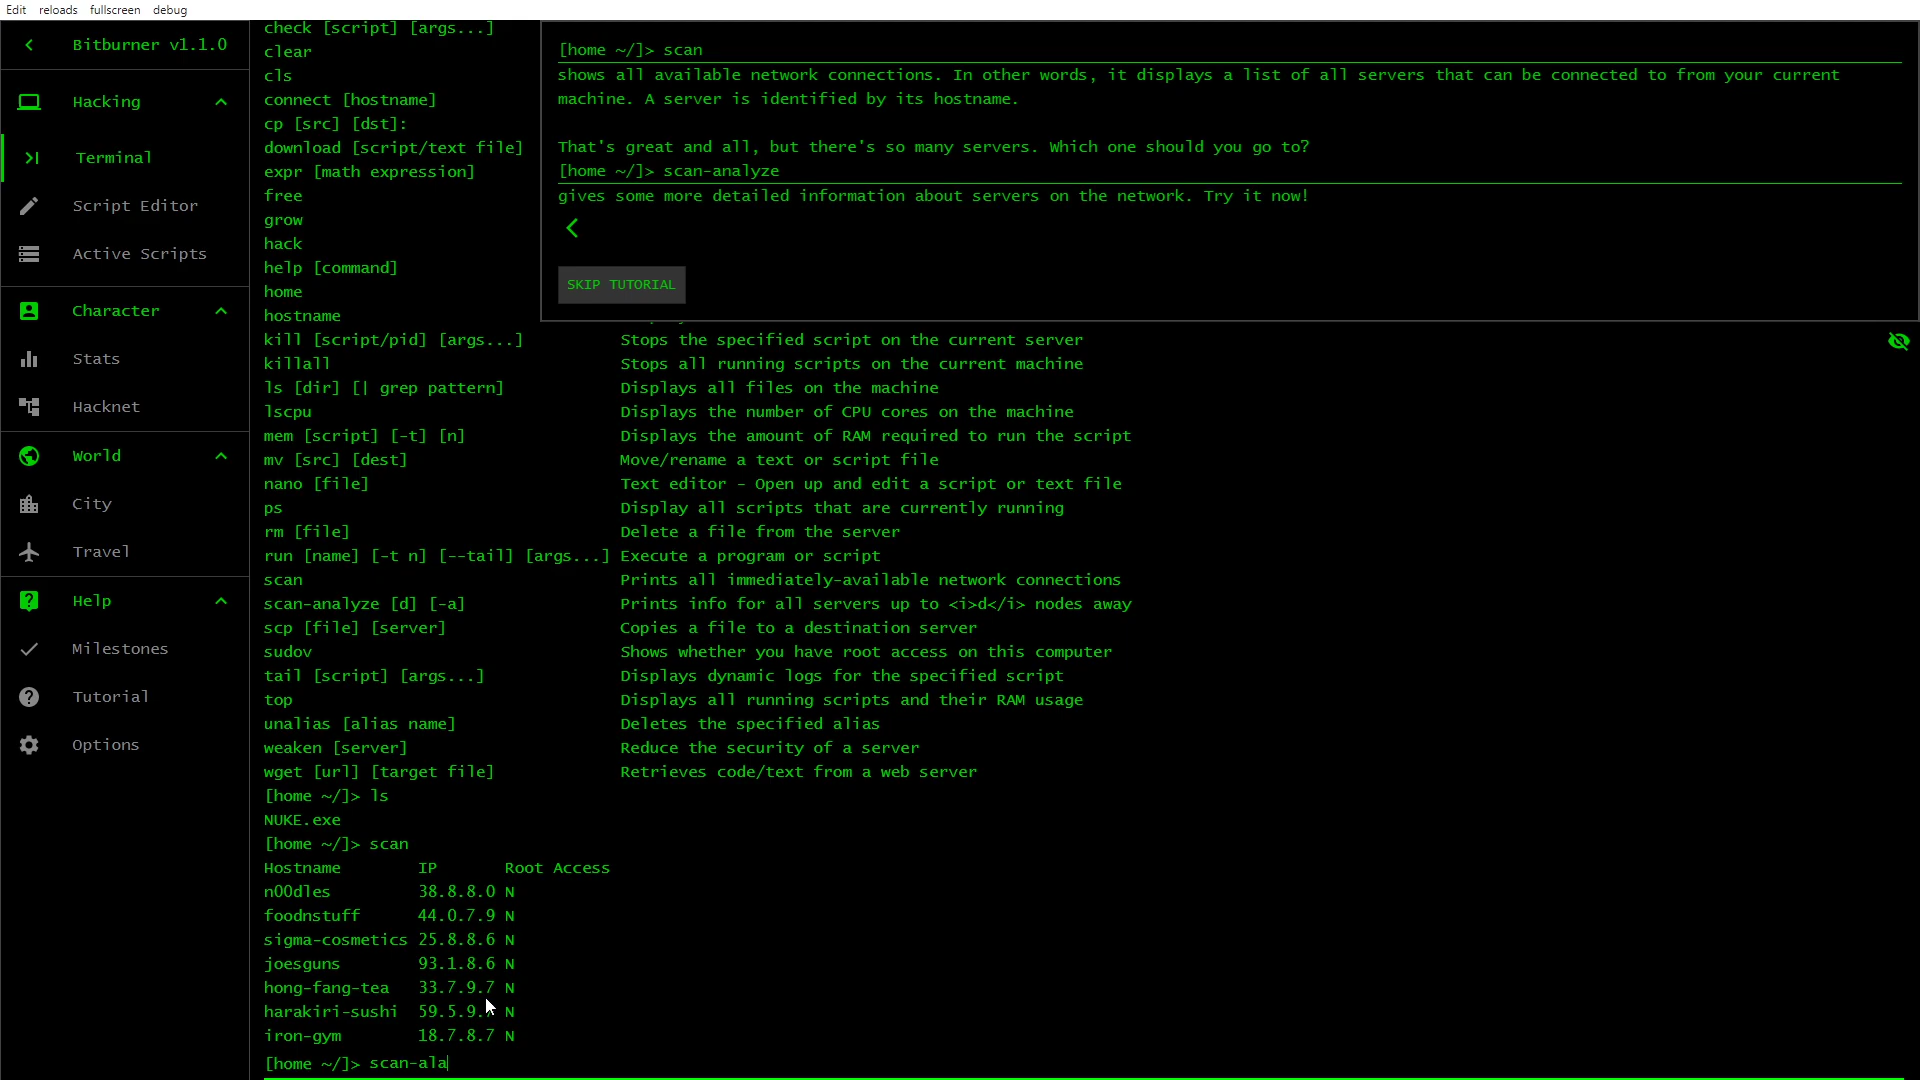 Edit reloads fullscreen debug
Bitburner v1.1.0
Hacking
Terminal
Script Editor
Active Scripts
Character
Stats
Hacknet
World
City
Travel
Help
Milestones
Tutorial
Options
check [script] [args...]
clear
cls
connect [hostname]
cp [src] [dst]:
download [script/text file]
expr [math expression]
free
grow
hack
help [command]
home
hostname
kill [script/pid] [args...] Stops the specified script on the current server
killall Stops all running scripts on the current machine
ls [dir] [| grep pattern] Displays all files on the machine
lscpu Displays the number of CPU cores on the machine
mem [script] [-t] [n] Displays the amount of RAM required to run the script
mv [src] [dest] Move/rename a text or script file
nano [file] Text editor - Open up and edit a script or text file
ps Display all scripts that are currently running
rm [file] Delete a file from the server
run [name] [-t n] [--tail] [args...] Execute a program or script
scan Prints all immediately-available network connections
scan-analyze [d] [-a] Prints info for all servers up to <i>d</i> nodes away
scp [file] [server] Copies a file to a destination server
sudov Shows whether you have root access on this computer
tail [script] [args...] Displays dynamic logs for the specified script
top Displays all running scripts and their RAM usage
unalias [alias name] Deletes the specified alias
weaken [server] Reduce the security of a server
wget [url] [target file] Retrieves code/text from a web server
[home ~/]> ls
NUKE.exe
[home ~/]> scan
Hostname IP Root Access
n00dles 38.8.8.0 N
foodnstuff 44.0.7.9 N
sigma-cosmetics 25.8.8.6 N
joesguns 93.1.8.6 N
hong-fang-tea 33.7.9.7 N
harakiri-sushi N
iron-gym 18.7.8.7 N
[home ~/]> scan-ala
[home ~/]> scan
shows all available network connections. In other words, it displays a list of all servers that can be connected to from your current
machine. A server is identified by its hostname.
That's great and all, but there's so many servers. Which one should you go to?
[home ~/]> scan-analyze
gives some more detailed information about servers on the network. Try it now!
SKIP TUTORIAL